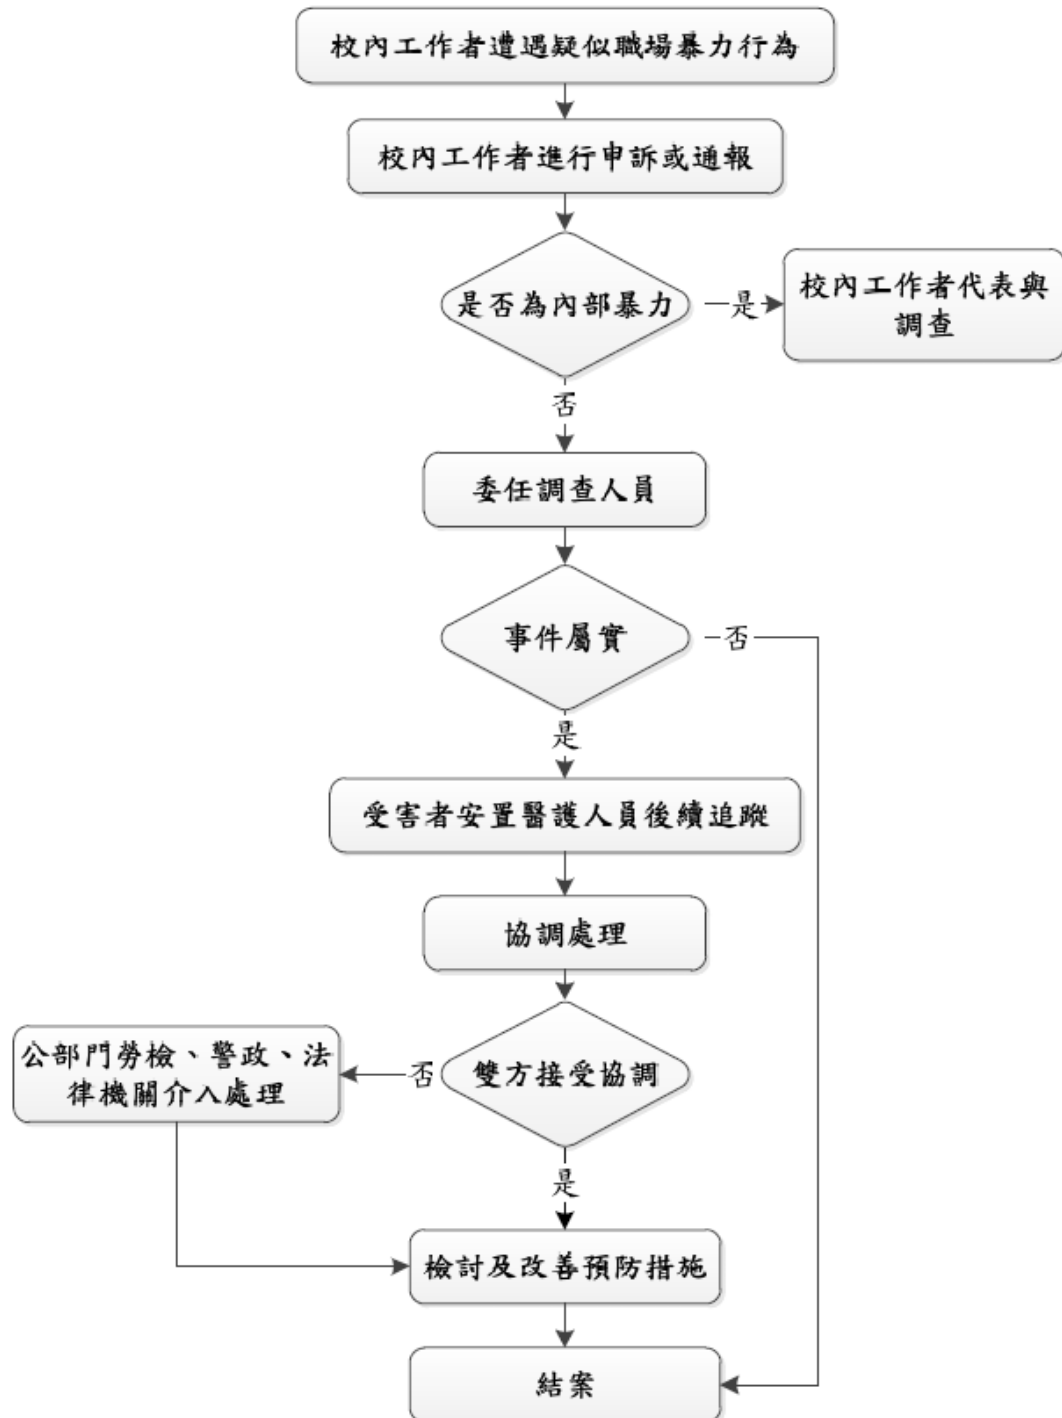 校內工作者遭遇疑似職場暴力行為
校內工作者進行申訴或通報
是否為內部暴力
是
校內工作者代表與
調查
否
委任調查人員
事件屬實
否
是
受害者安置醫護人員後續追蹤
協調處理
公部門勞檢、警政、法
律機關介入處理
否
雙方接受協調
是
檢討及改善預防措施
結案